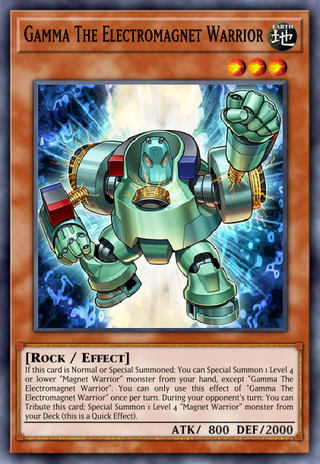 Gamma The Electromagnet Warrior
EARTH
地
[Rock / Effect]
If this card is Normal or Special Summoned: You can Special Summon 1 Level 4
or lower "Magnet Warrior" monster from your hand, except "Gamma The
Electromagnet Warrior". You can only use this effect of "Gamma The
Electromagnet Warrior" once per turn. During your opponent's turn: You can
Tribute this card; Special Summon 1 Level 4 "Magnet Warrior" monster from
your Deck (this is a Quick Effect).
ATK/ 800 DEF/2000